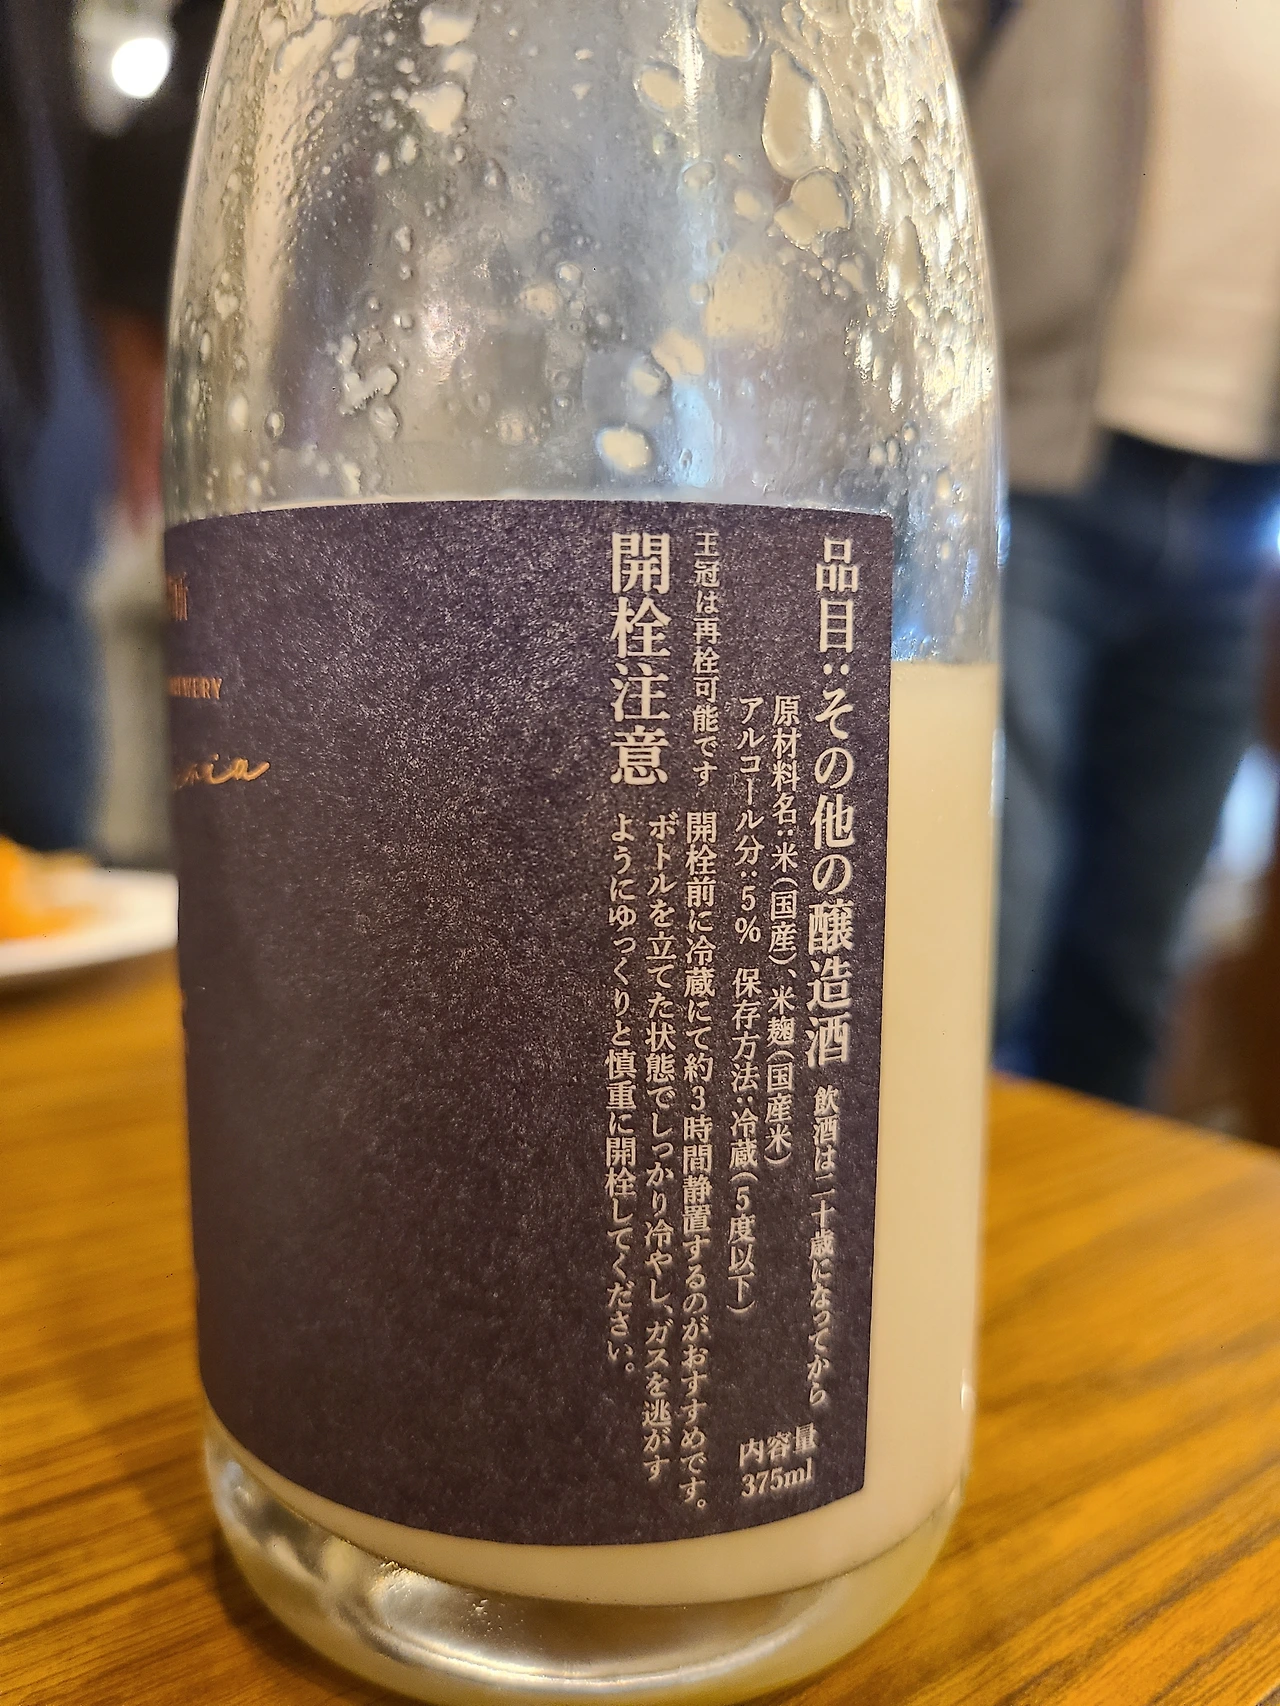 品目：その他の醸造酒 飲酒は二十歳になってから
原材料名：米（国産）、米麹（国産米）
アルコール分：5% 保存方法：冷蔵（5度以下）
内容量
375ml
王冠は再栓可能です
開栓注意
開栓前に冷蔵にて約3時間静置するのがおすすめです。
ボトルを立てた状態でしっかり冷やし、ガスを逃がす
ようにゆっくりと慎重に開栓してください。